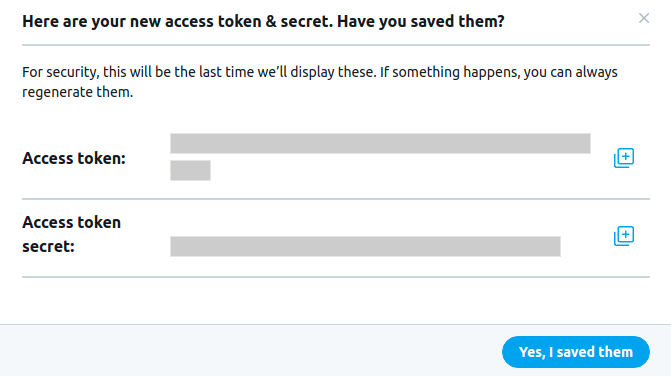 Here are your new access token & secret. Have you saved them?
For security, this will be the last time we’ll display these. If something happens, you can always
regenerate them.
Access token:
Access token
secret:
Yes, I saved them